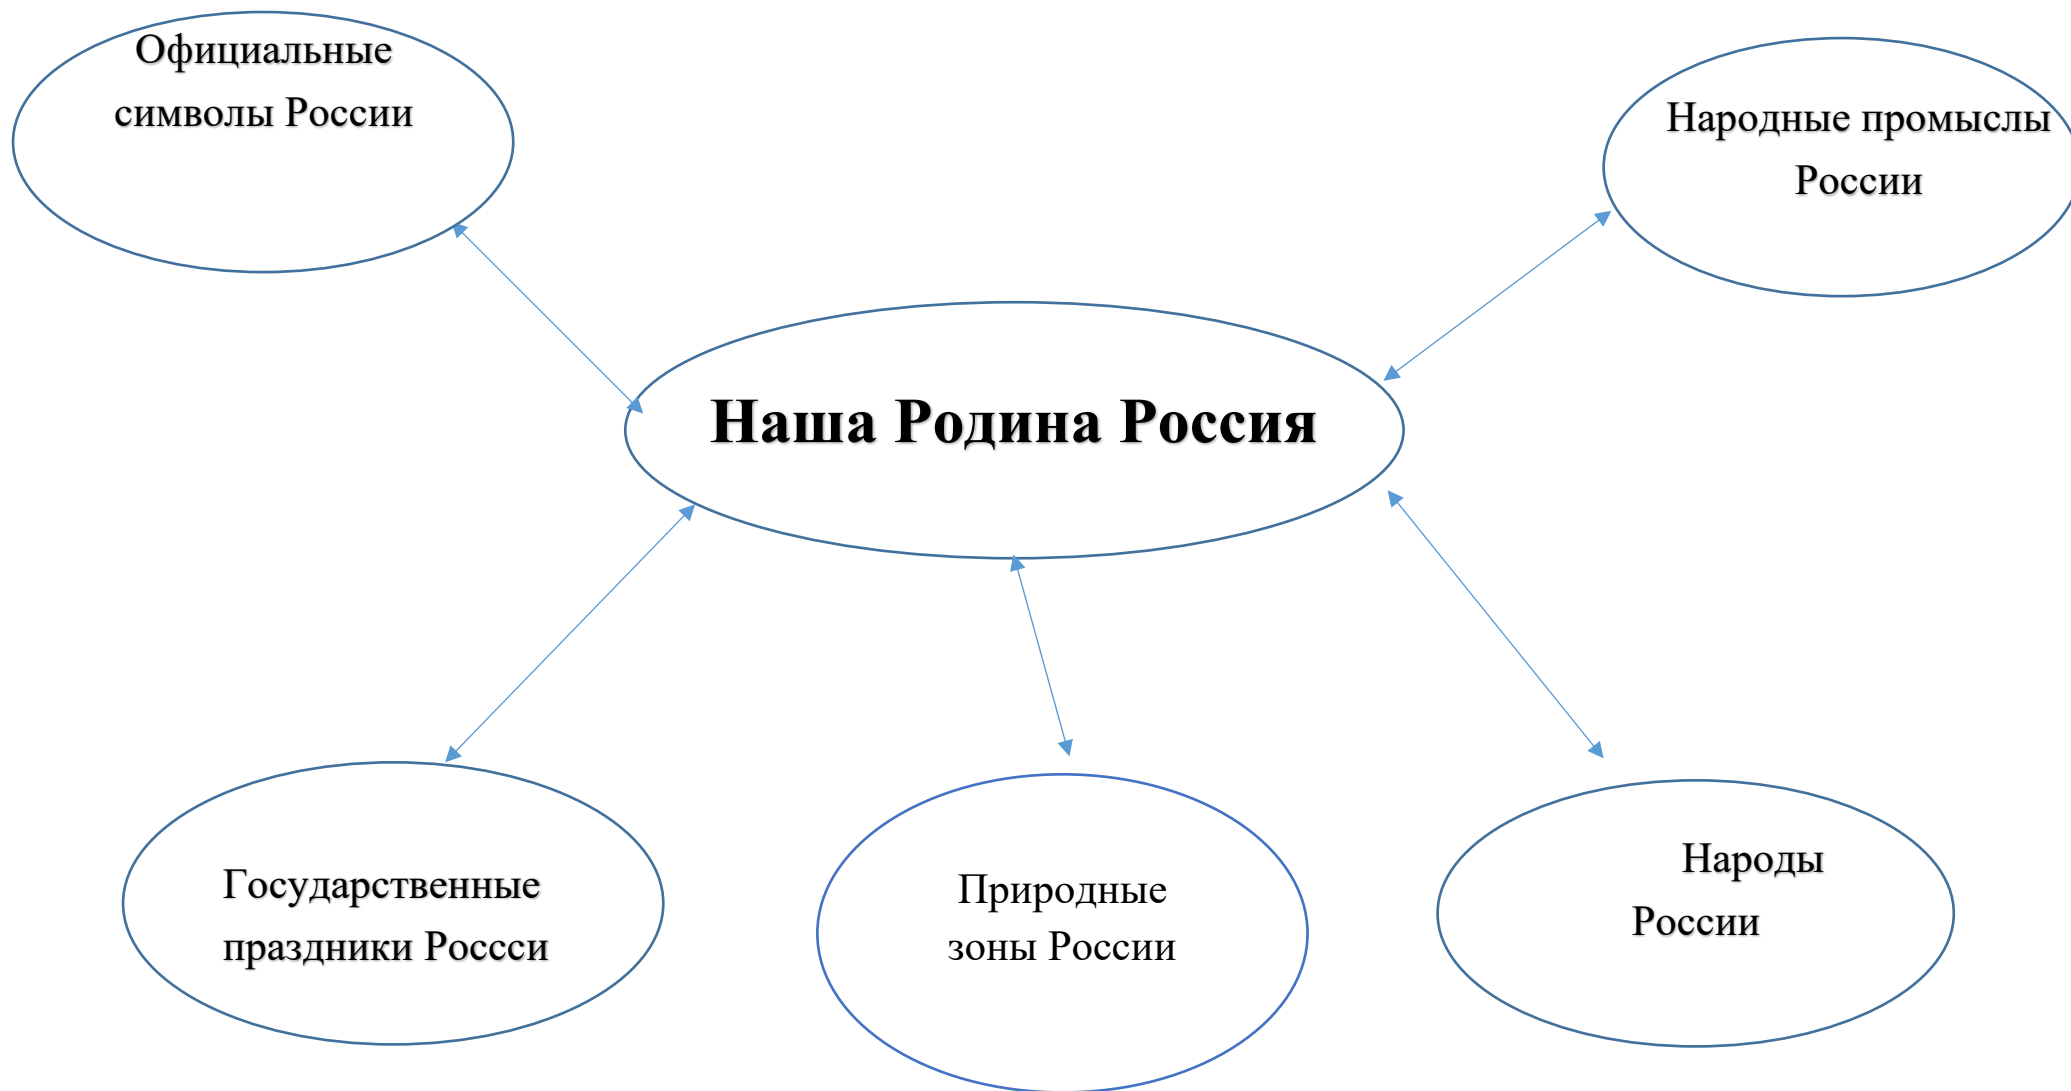 Официальные
символы России
Народные промыслы
России
Наша Родина Россия
Государственные
праздники Россси
Природные
зоны России
Народы
России